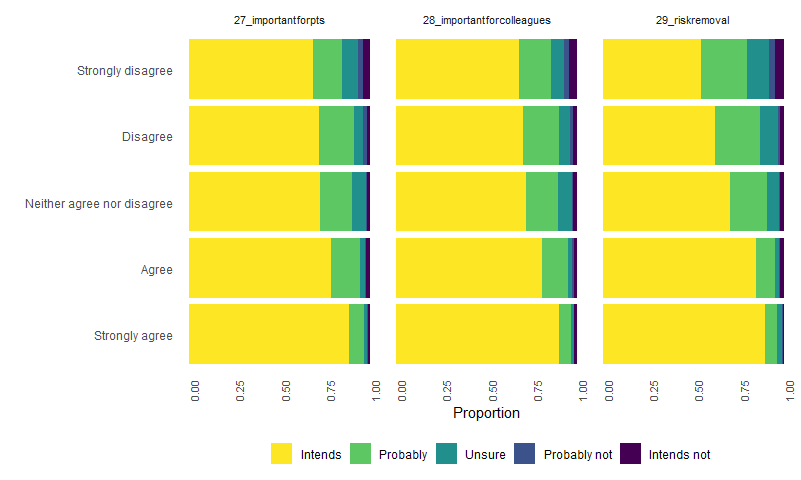 27_importantforpts 28_importantforcolleagues 29_riskremoval
Strongly disagree
Disagree
Neither agree nor disagree
Agree
Strongly agree
0.00 0.25 0.50 0.75 1.00 0.00 0.25 0.50 0.75 1.00 0.00 0.25 0.50 0.75 1.00
Proportion
Intends Probably Unsure Probably not Intends not